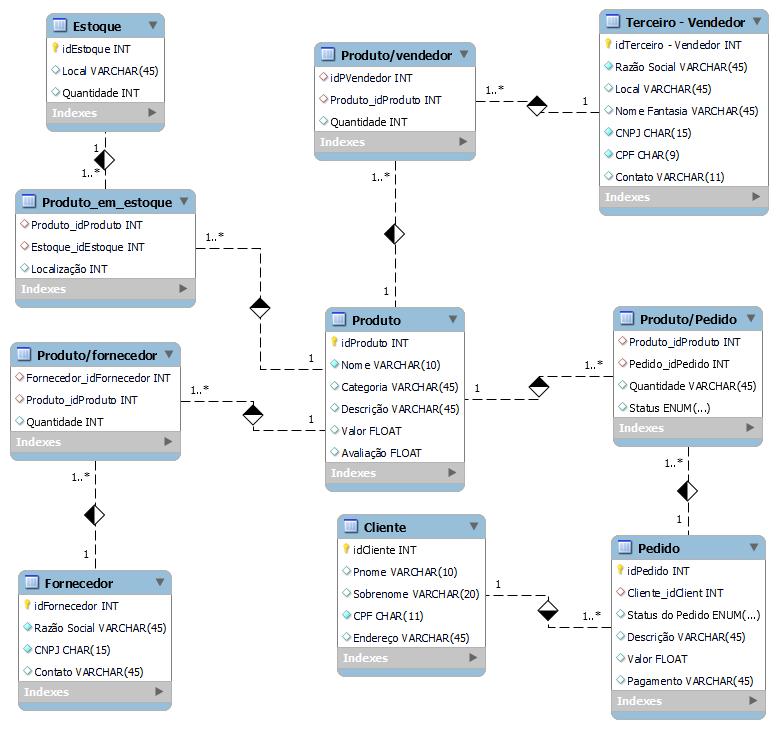 Estoque
idEstoque INT
Local VARCHAR(45)
Quantidade INT
Indexes
Produto/vendedor
idPVendedor INT
Produto_idProduto INT
Quantidade INT
Indexes
Terceiro - Vendedor
idTerceiro - Vendedor INT
Razão Social VARCHAR(45)
Local VARCHAR(45)
Nome Fantasia VARCHAR(45)
CNPJ CHAR(15)
CPF CHAR(9)
Contato VARCHAR(11)
Indexes
1..*
1
1
1..*
1..*
1
Produto_em_estoque
Produto_idProduto INT
Estoque_idEstoque INT
Localização INT
Indexes
1..*
1
Produto
idProduto INT
Nome VARCHAR(10)
Categoria VARCHAR(45)
Descrição VARCHAR(45)
Valor FLOAT
Avaliação FLOAT
Indexes
Produto/Pedido
Produto_idProduto INT
Pedido_idPedido INT
Quantidade VARCHAR(45)
Status ENUM(...)
Indexes
1
1..*
Produto/fornecedor
Fornecedor_idFornecedor INT
Produto_idProduto INT
Quantidade INT
Indexes
1..*
1
1..*
1
1..*
1
Fornecedor
idFornecedor INT
Razão Social VARCHAR(45)
CNPJ CHAR(15)
Contato VARCHAR(45)
Indexes
Cliente
idCliente INT
Pnome VARCHAR(10)
Sobrenome VARCHAR(20)
CPF CHAR(11)
Endereço VARCHAR(45)
Indexes
1
1..*
Pedido
idPedido INT
Cliente_idClient INT
Status do Pedido ENUM(...)
Descrição VARCHAR(45)
Valor FLOAT
Pagamento VARCHAR(45)
Indexes